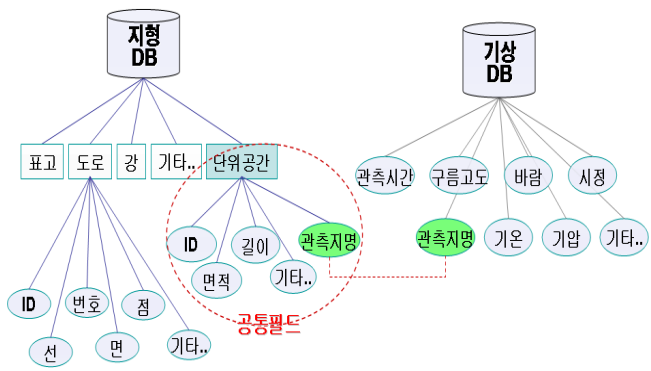 지형
DB
기상
DB
표고
도로
강
기타..
단위공간
관측시간
구름고도
바람
시정
ID
길이
관측지명
면적
기타..
관측지명
기온
기압
기타..
ID
번호
점
선
면
기타..
공통필드